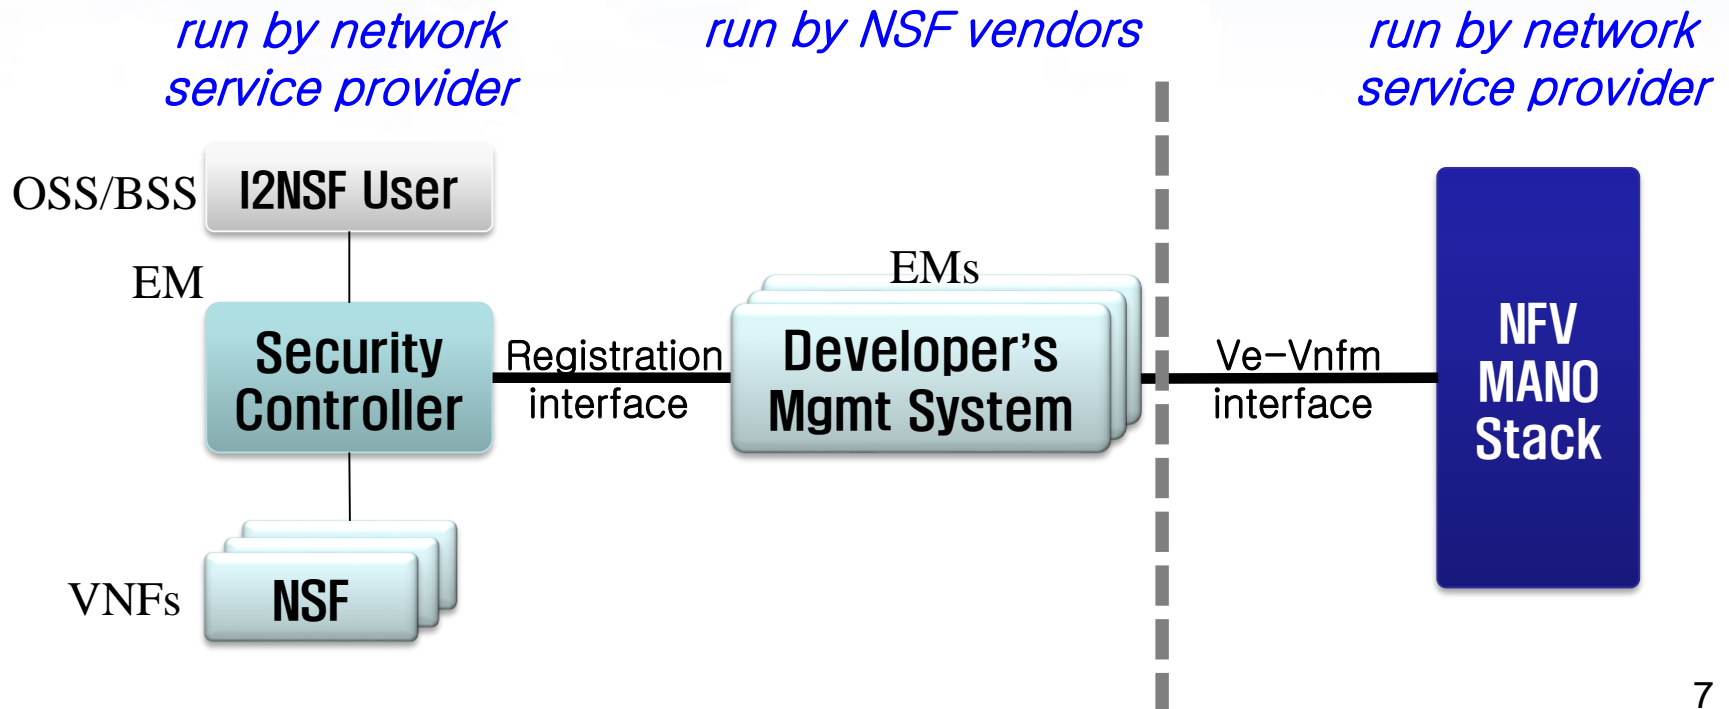 run by network
service provider
run by NSF vendors
run by network
service provider
OSS/BSS
I2NSF User
EM
Security
Controller
Registration
interface
EMs
Developer's
Mgmt System
Ve-Vnfm
interface
NFV
MANO
Stack
VNFs
NSF
7